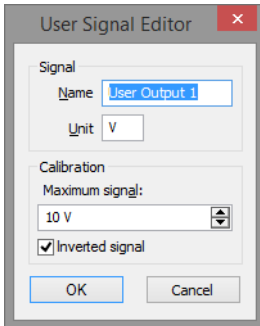 User Signal Editor
Signal
Name User Output 1
Unit V
Calibration
Maximum signal:
10 V
Inverted signal
OK Cancel